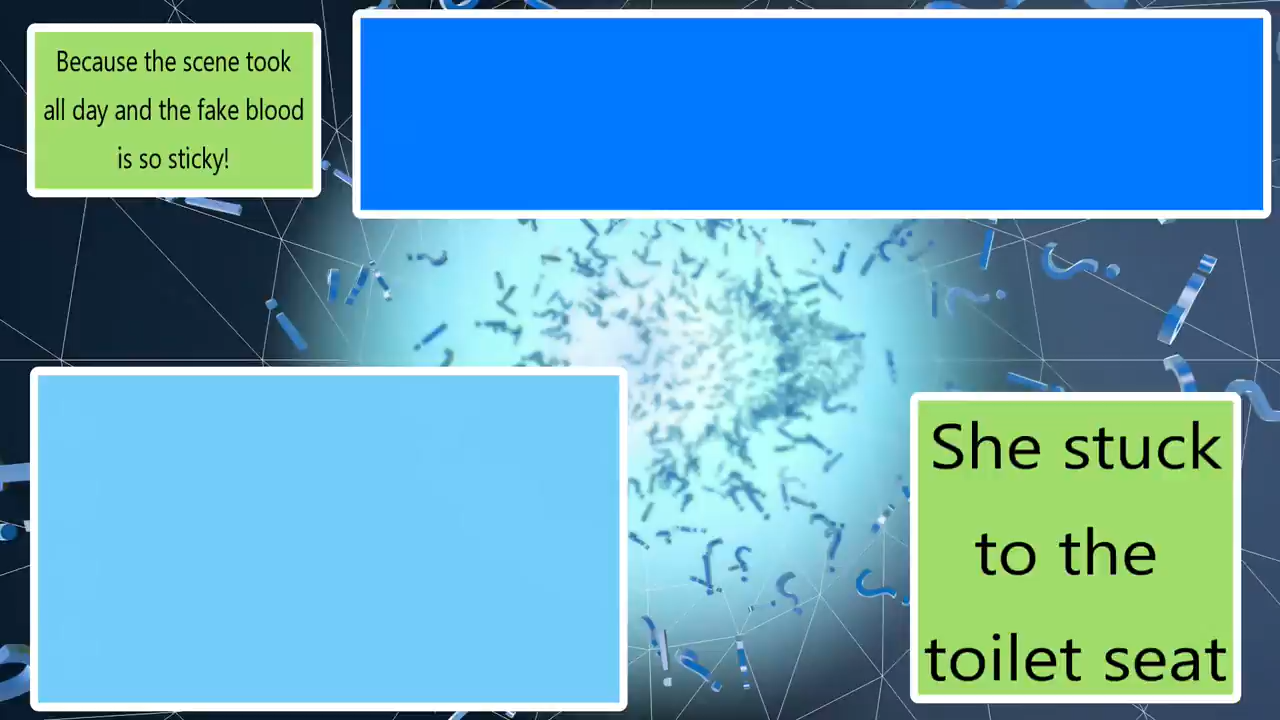 Because the scene took
all day and the fake blood
is so sticky!
She stuck
to the
toilet seat